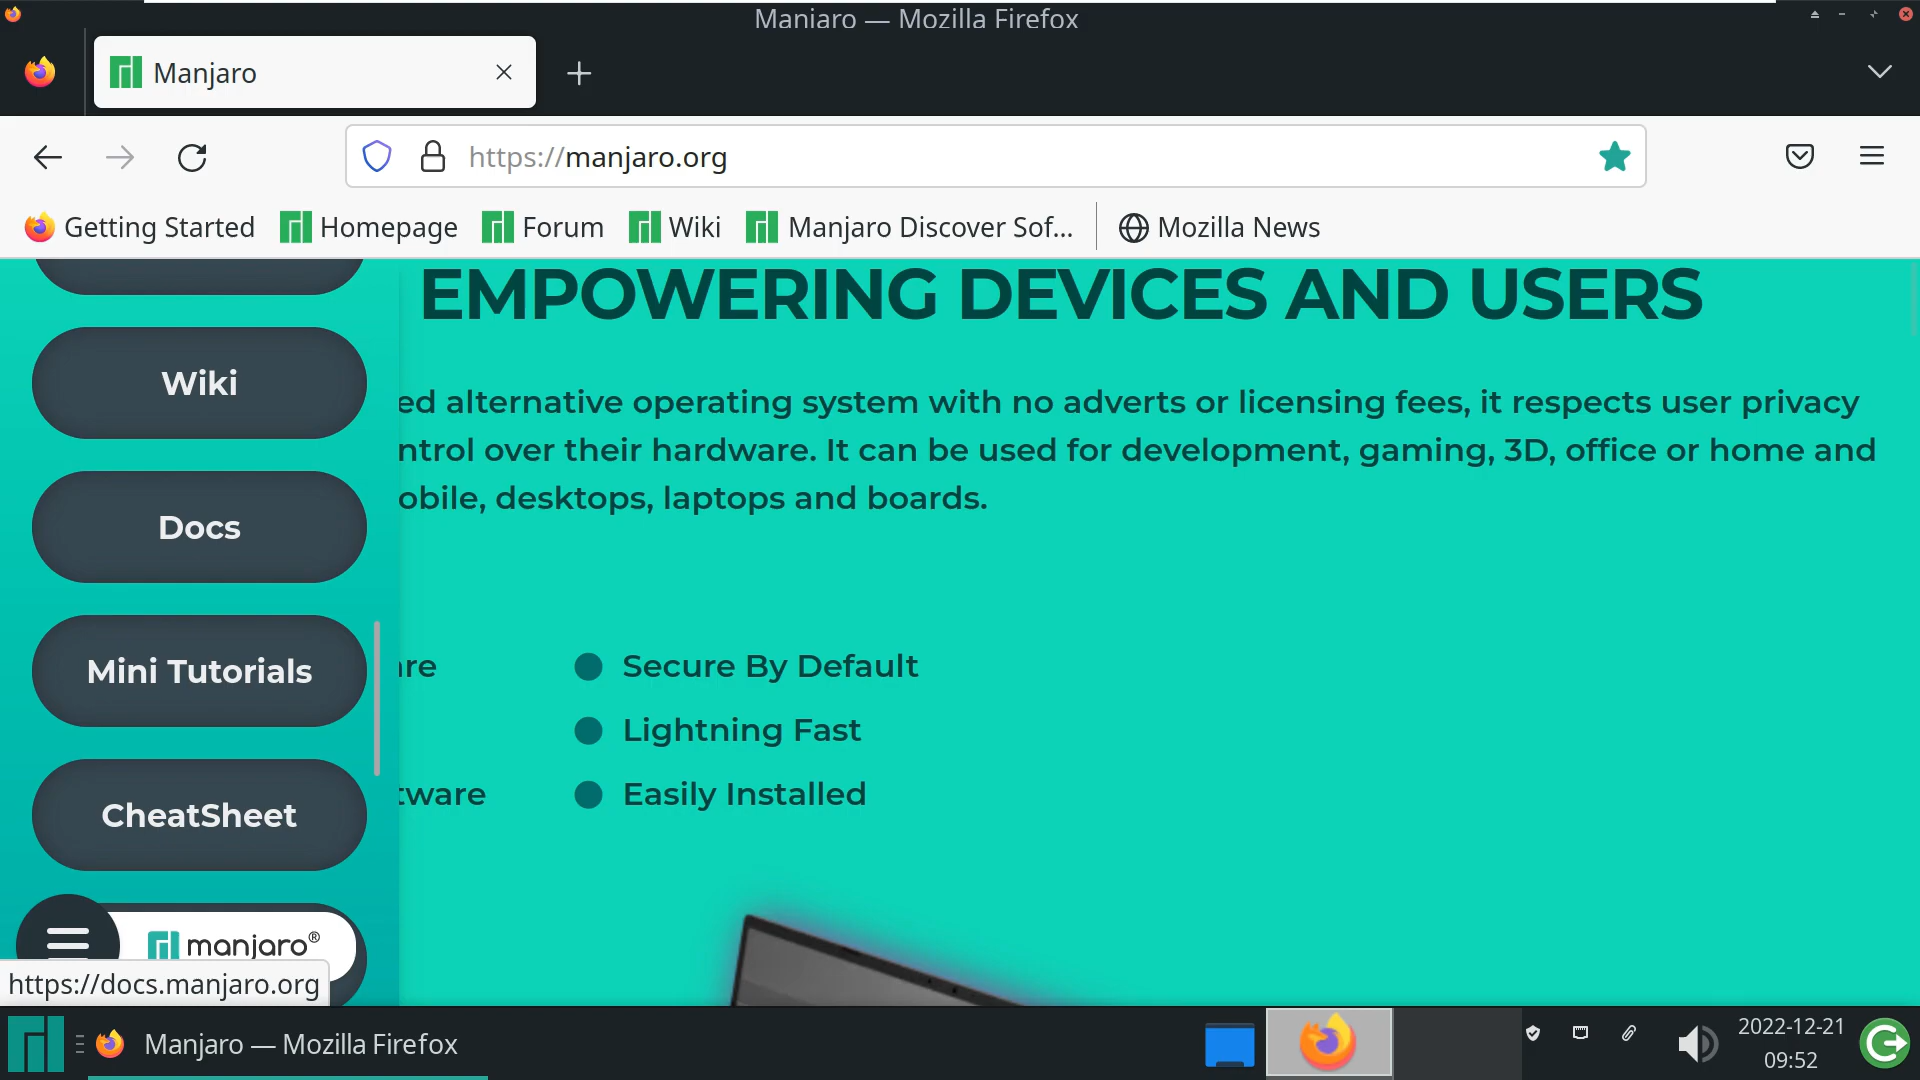 Manjaro — Mozilla Firefox
Manjaro
https://manjaro.org
Getting Started Homepage Forum Wiki Manjaro Discover Sof... Mozilla News
EMPOWERING DEVICES AND USERS
Wiki
Docs
Mini Tutorials
CheatSheet
ed alternative operating system with no adverts or licensing fees, it respects user privacy
ntrol over their hardware. It can be used for development, gaming, 3D, office or home and
obile, desktops, laptops and boards.
re
Secure By Default
Lightning Fast
tware
Easily Installed
manjaro®
https://docs.manjaro.org
Manjaro — Mozilla Firefox
2022-12-21
09:52